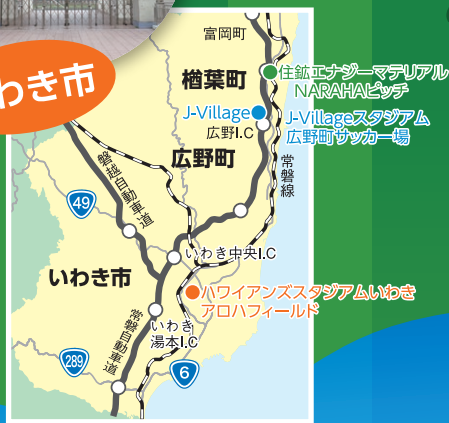 わき市
富岡町
楢葉町
住鉱エナジーマテリアル
NARAHAピッチ
J-Village
J-Villageスタジアム
広野町サッカー場
広野I.C
広野町
磐越自動車道
常磐線
49
いわき中央I.C
いわき市
ハワイアンズスタジアムいわき
アロハフィールド
いわき
湯本I.C
常磐自動車道
289
6